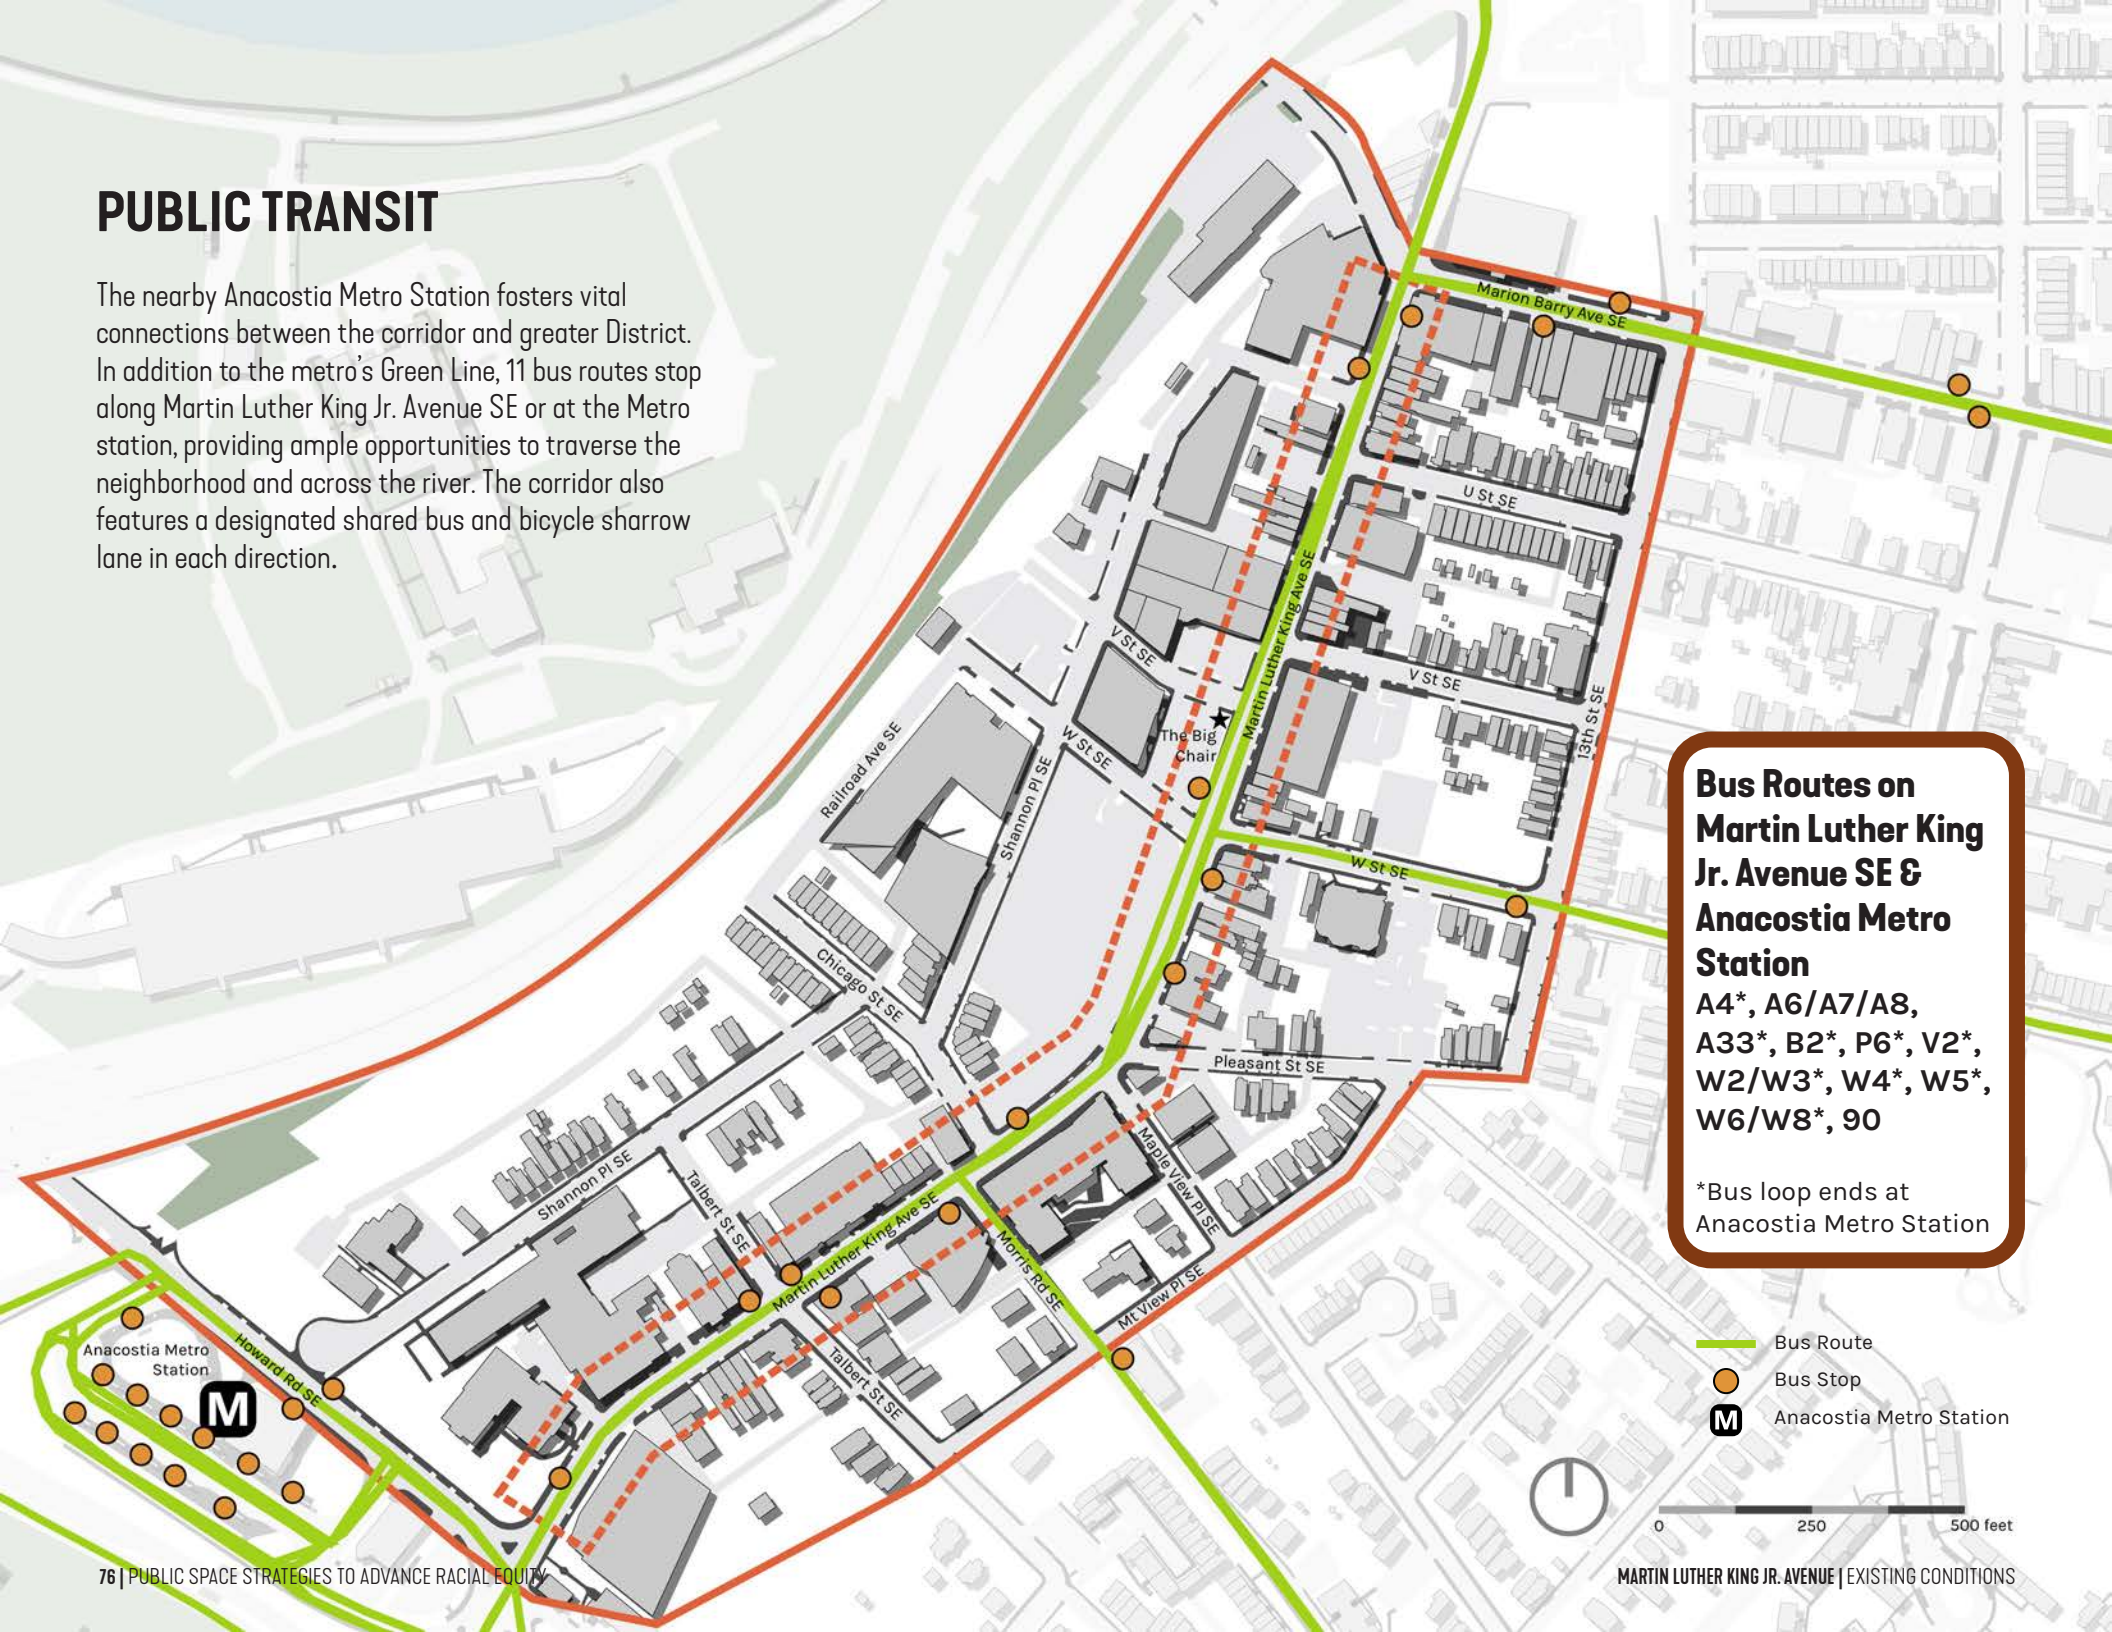 PUBLIC TRANSIT
The nearby Anacostia Metro Station fosters vital
connections between the corridor and greater District.
In addition to the metro's Green Line, 11 bus routes stop
along Martin Luther King Jr. Avenue SE or at the Metro
station, providing ample opportunities to traverse the
neighborhood and across the river. The corridor also
features a designated shared bus and bicycle sharrow
lane in each direction.
Marion Barry Ave SE
U St SE
Martin Luther King Ave SE
V St SE
V St SE
13th St SE
The Big
Chair
W St SE
Railroad Ave SE
Shannon Pl SE
W St SE
Chicago St SE
Pleasant St SE
Maple View Pl SE
Shannon Pl SE
Talbert St SE
Martin Luther King Ave SE
Morris Rd SE
Mt View Pl SE
Talbert St SE
Howard Rd SE
Anacostia Metro
Station
M
Bus Routes on
Martin Luther King
Jr. Avenue SE &
Anacostia Metro
Station
A4*, A6/A7/A8,
A33*, B2*, P6*, V2*,
W2/W3*, W4*, W5*,
W6/W8*, 90
*Bus loop ends at
Anacostia Metro Station
Bus Route
Bus Stop
M Anacostia Metro Station
0 250 500 feet
76 | PUBLIC SPACE STRATEGIES TO ADVANCE RACIAL EQUITY
MARTIN LUTHER KING JR. AVENUE | EXISTING CONDITIONS